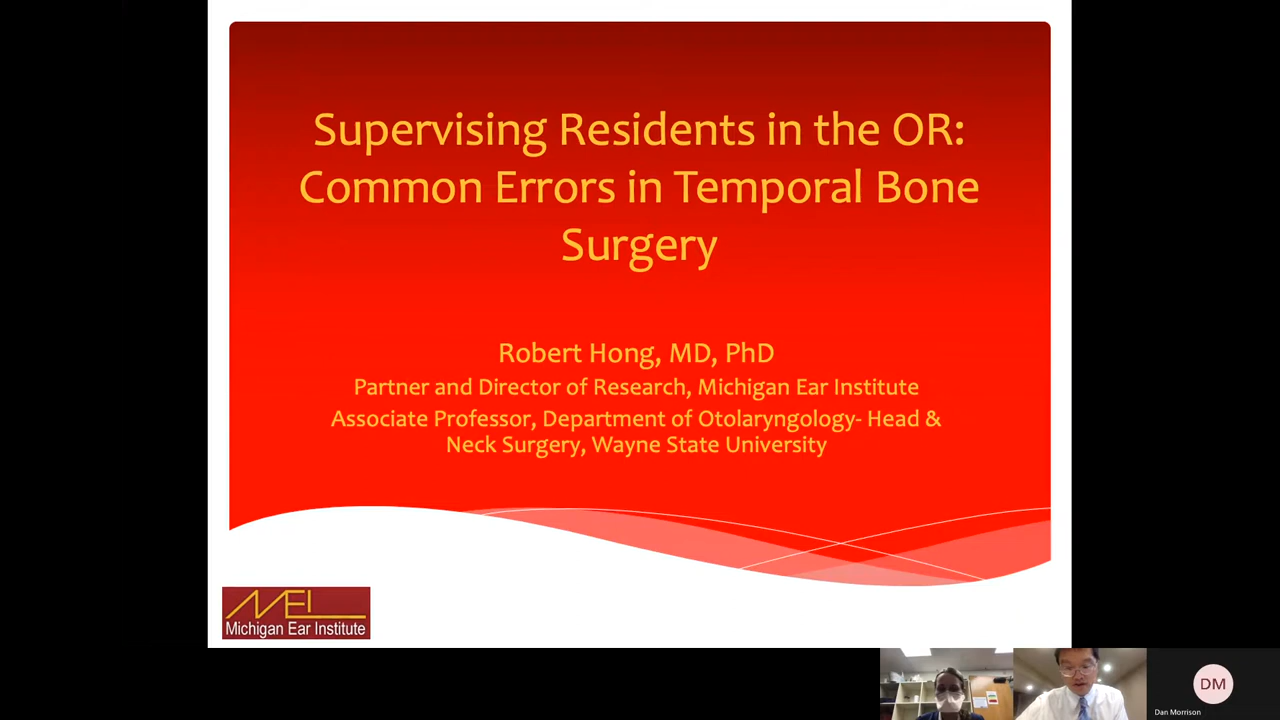 Supervising Residents in the OR:
Common Errors in Temporal Bone
Surgery
Robert Hong, MD, PhD
Partner and Director of Research, Michigan Ear Institute
Associate Professor, Department of Otolaryngology- Head &
Neck Surgery, Wayne State University
MEI
Michigan Ear Institute
DM
Dan Morrison